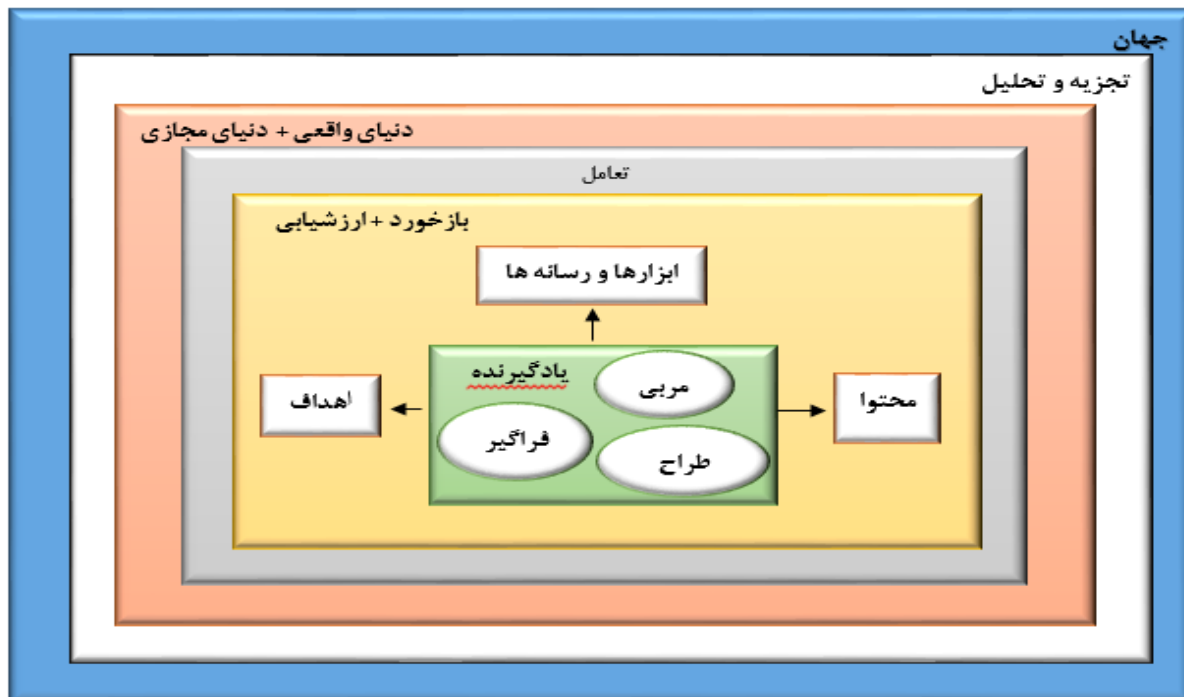 جهان
تجزیه و تحلیل
دنیای واقعی + دنیای مجازی
تعامل
بازخورد + ارزشیابی
ابزارها و رسانه ها
یادگیرنده
مربی
محتوا
اهداف
فراگیر
طراح